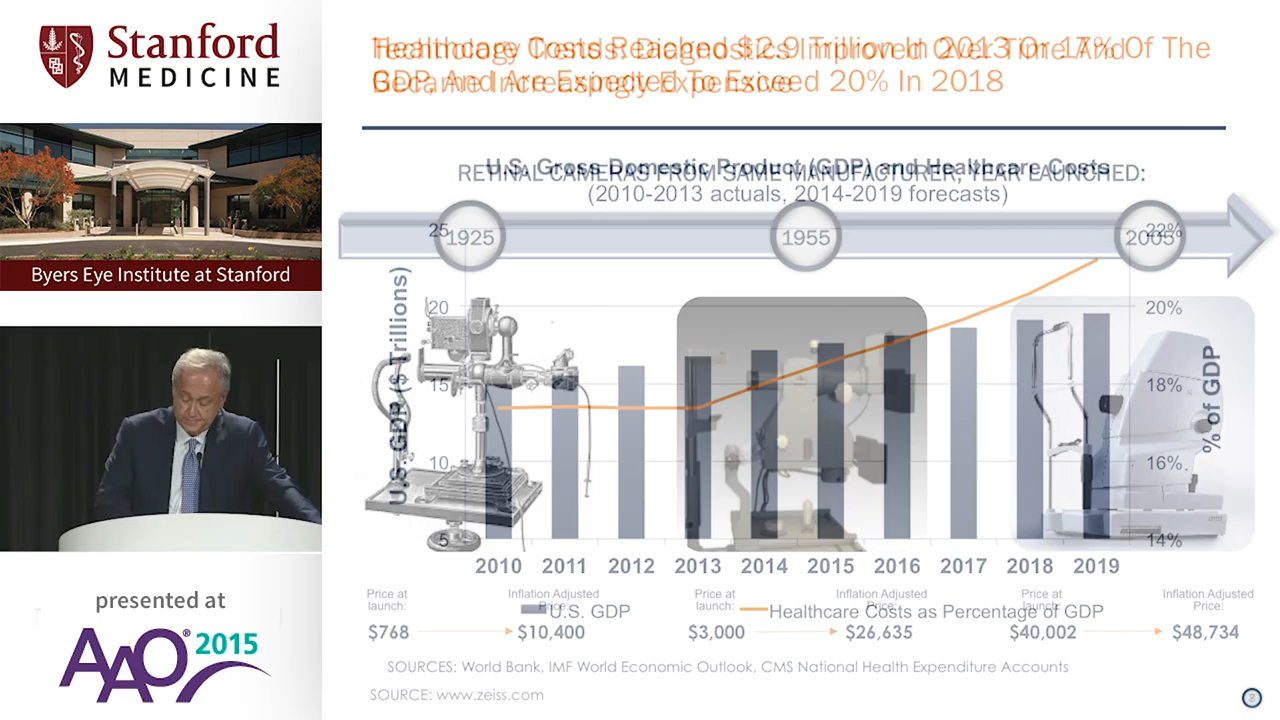 Stanford
MEDICINE
Byers Eye Institute at Stanford
presented at
AAO® 2015
Healthcare Costs Reached $2.9 Trillion In 2013 Or 17% Of The
GDP, And Are Expected To Exceed 20% In 2018
Technology Trends: Diagnostics Improved Over Time And
Became Increasingly Expensive
U.S. Gross Domestic Product (GDP) and Healthcare Costs
(2010-2013 actuals, 2014-2019 forecasts)
RETINAL CAMERAS FROM SAME MANUFACTURER, YEAR LAUNCHED:
1925
1955
2005
25
20
15
10
5
U.S. GDP ($ Trillions)
22%
20%
18%
16%
14%
% of GDP
2010 2011 2012 2013 2014 2015 2016 2017 2018 2019
U.S. GDP
Healthcare Costs as Percentage of GDP
Price at
launch:
$768
Inflation Adjusted
Price:
$10,400
Price at
launch:
$3,000
Inflation Adjusted
Price:
$26,635
Price at
launch:
$40,002
Inflation Adjusted
Price:
$48,734
SOURCES: World Bank, IMF World Economic Outlook, CMS National Health Expenditure Accounts
SOURCE: www.zeiss.com